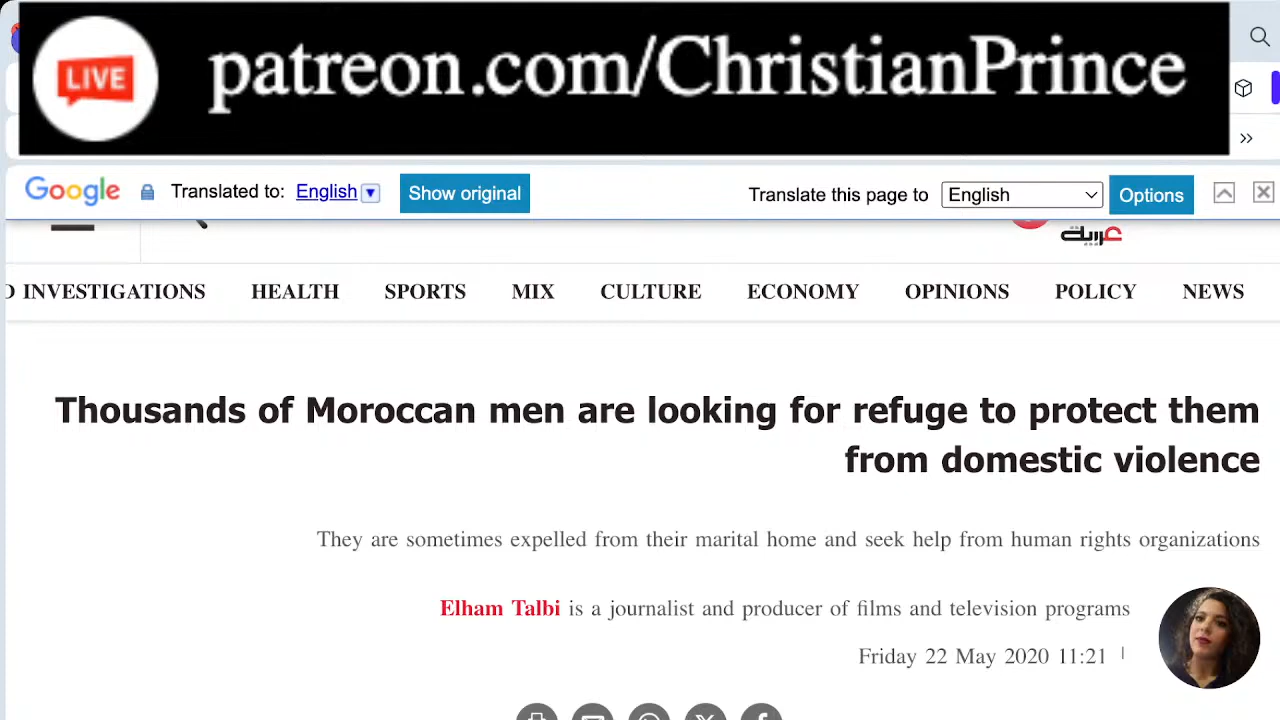 LIVE
patreon.com/ChristianPrince
Google Translated to: English Show original Translate this page to English Options
عربية
INVESTIGATIONS HEALTH SPORTS MIX CULTURE ECONOMY OPINIONS POLICY NEWS
Thousands of Moroccan men are looking for refuge to protect them
from domestic violence
They are sometimes expelled from their marital home and seek help from human rights organizations
Elham Talbi is a journalist and producer of films and television programs
Friday 22 May 2020 11:21